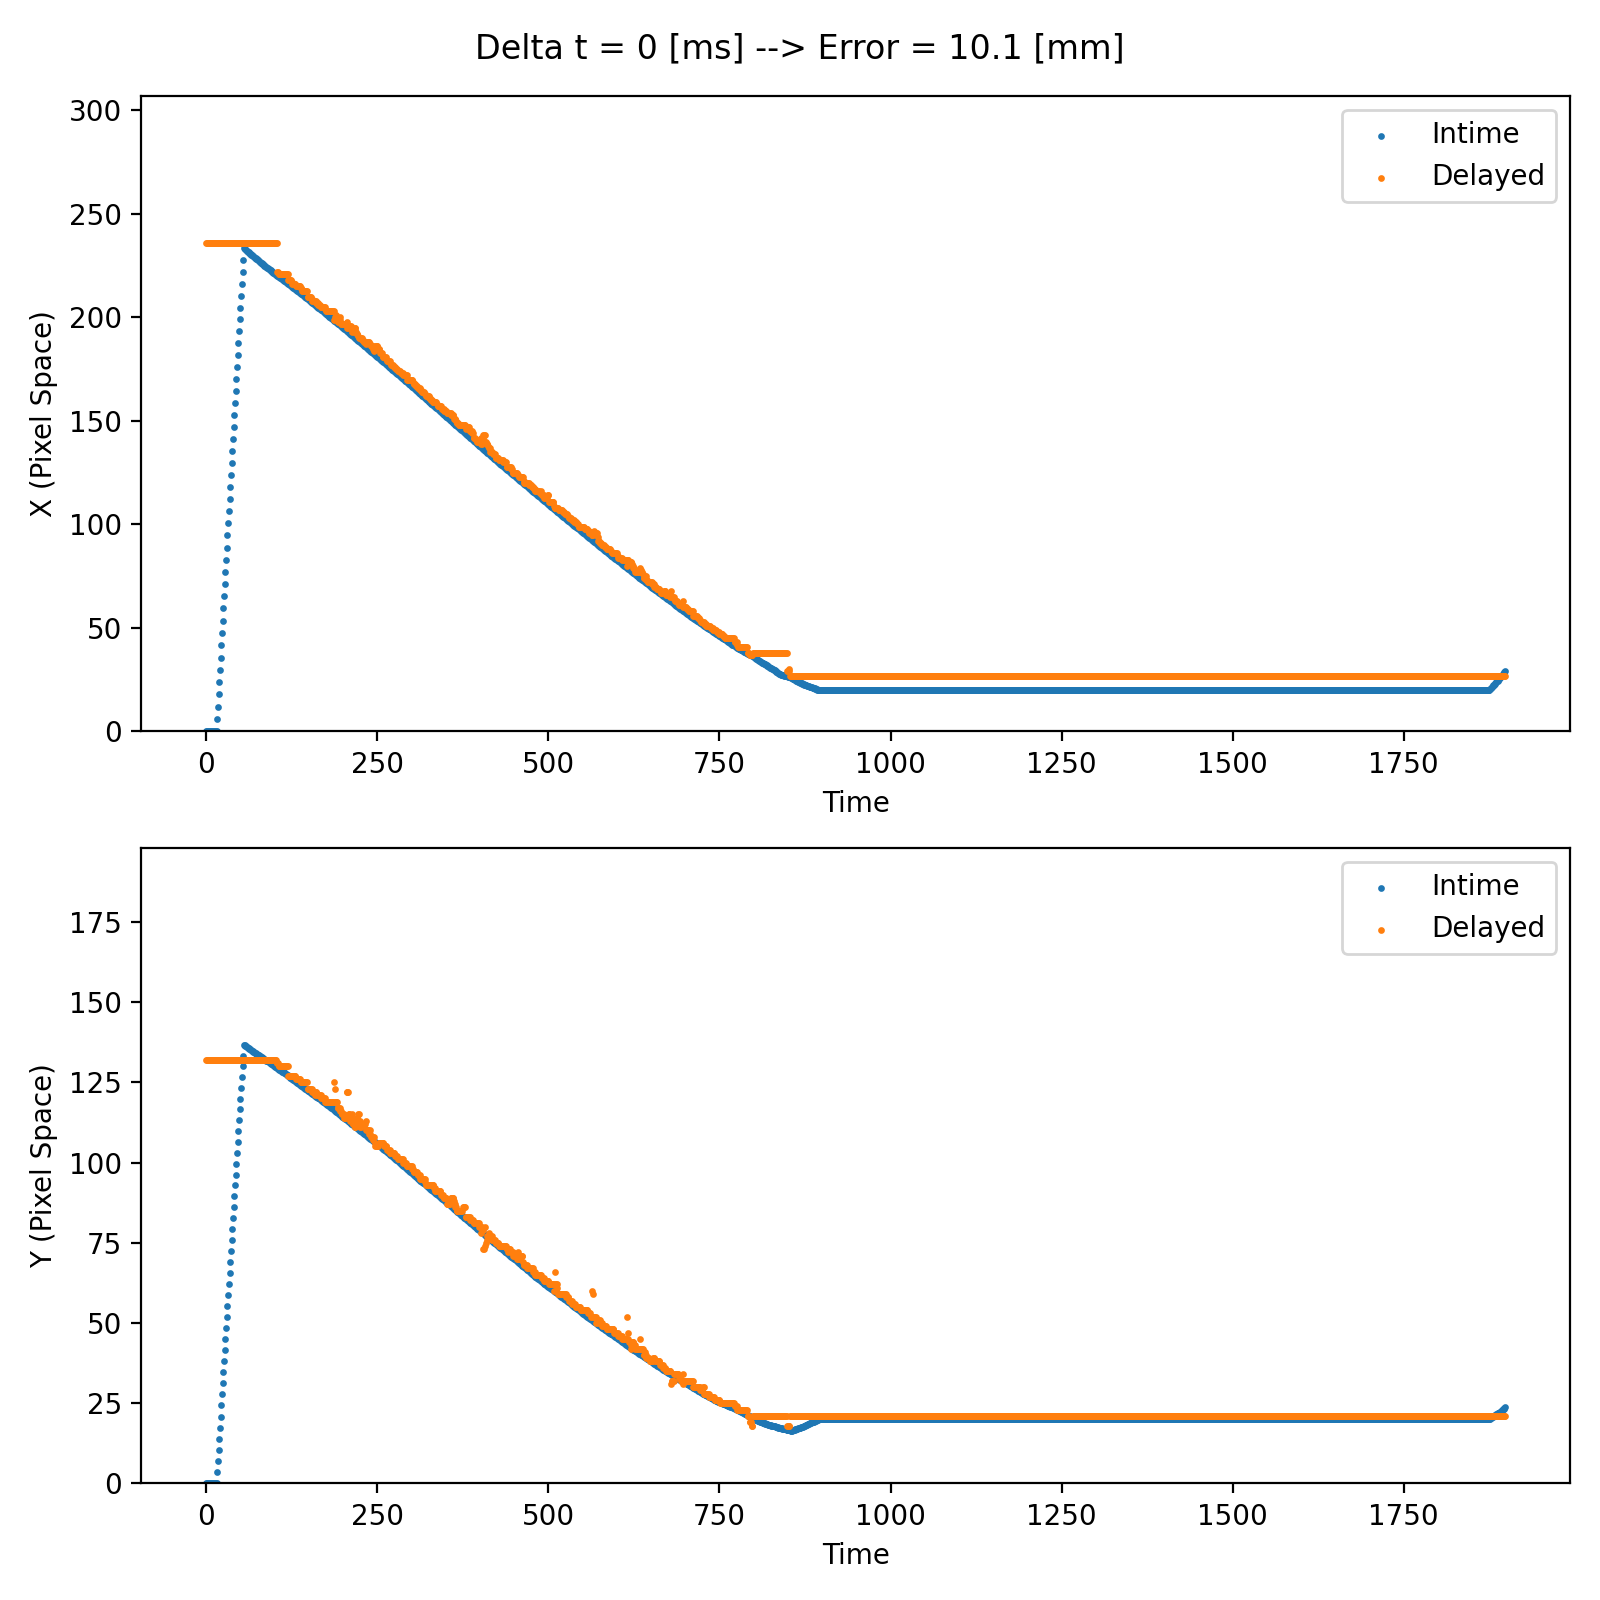 Delta t = 0 [ms] --> Error = 10.1 [mm]
300
250
200
150
100
50
0
X (Pixel Space)
Intime
Delayed
0 250 500 750 1000 1250 1500 1750
Time
175
150
125
100
75
50
25
0
Y (Pixel Space)
Intime
Delayed
0 250 500 750 1000 1250 1500 1750
Time